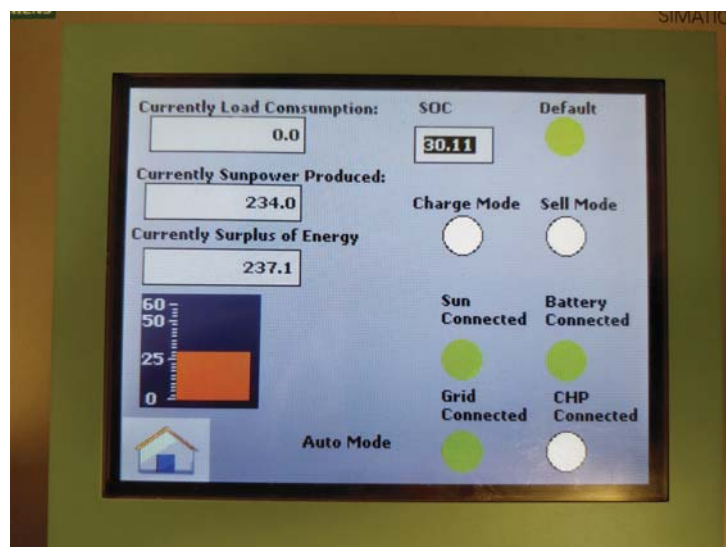 SIMATIC
Currently Load Comsumption:
0.0
SOC
30.11
Default
Currently Sunpower Produced:
234.0
Charge Mode
Sell Mode
Currently Surplus of Energy
237.1
60
50
25
0
Sun
Connected
Battery
Connected
Grid
Connected
CHP
Connected
Auto Mode